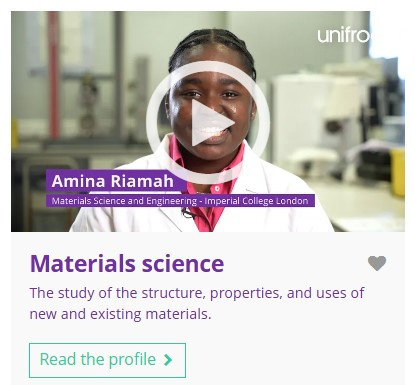 unifrog
Amina Riamah
Materials Science and Engineering - Imperial College London
Materials science
The study of the structure, properties, and uses of
new and existing materials.
Read the profile